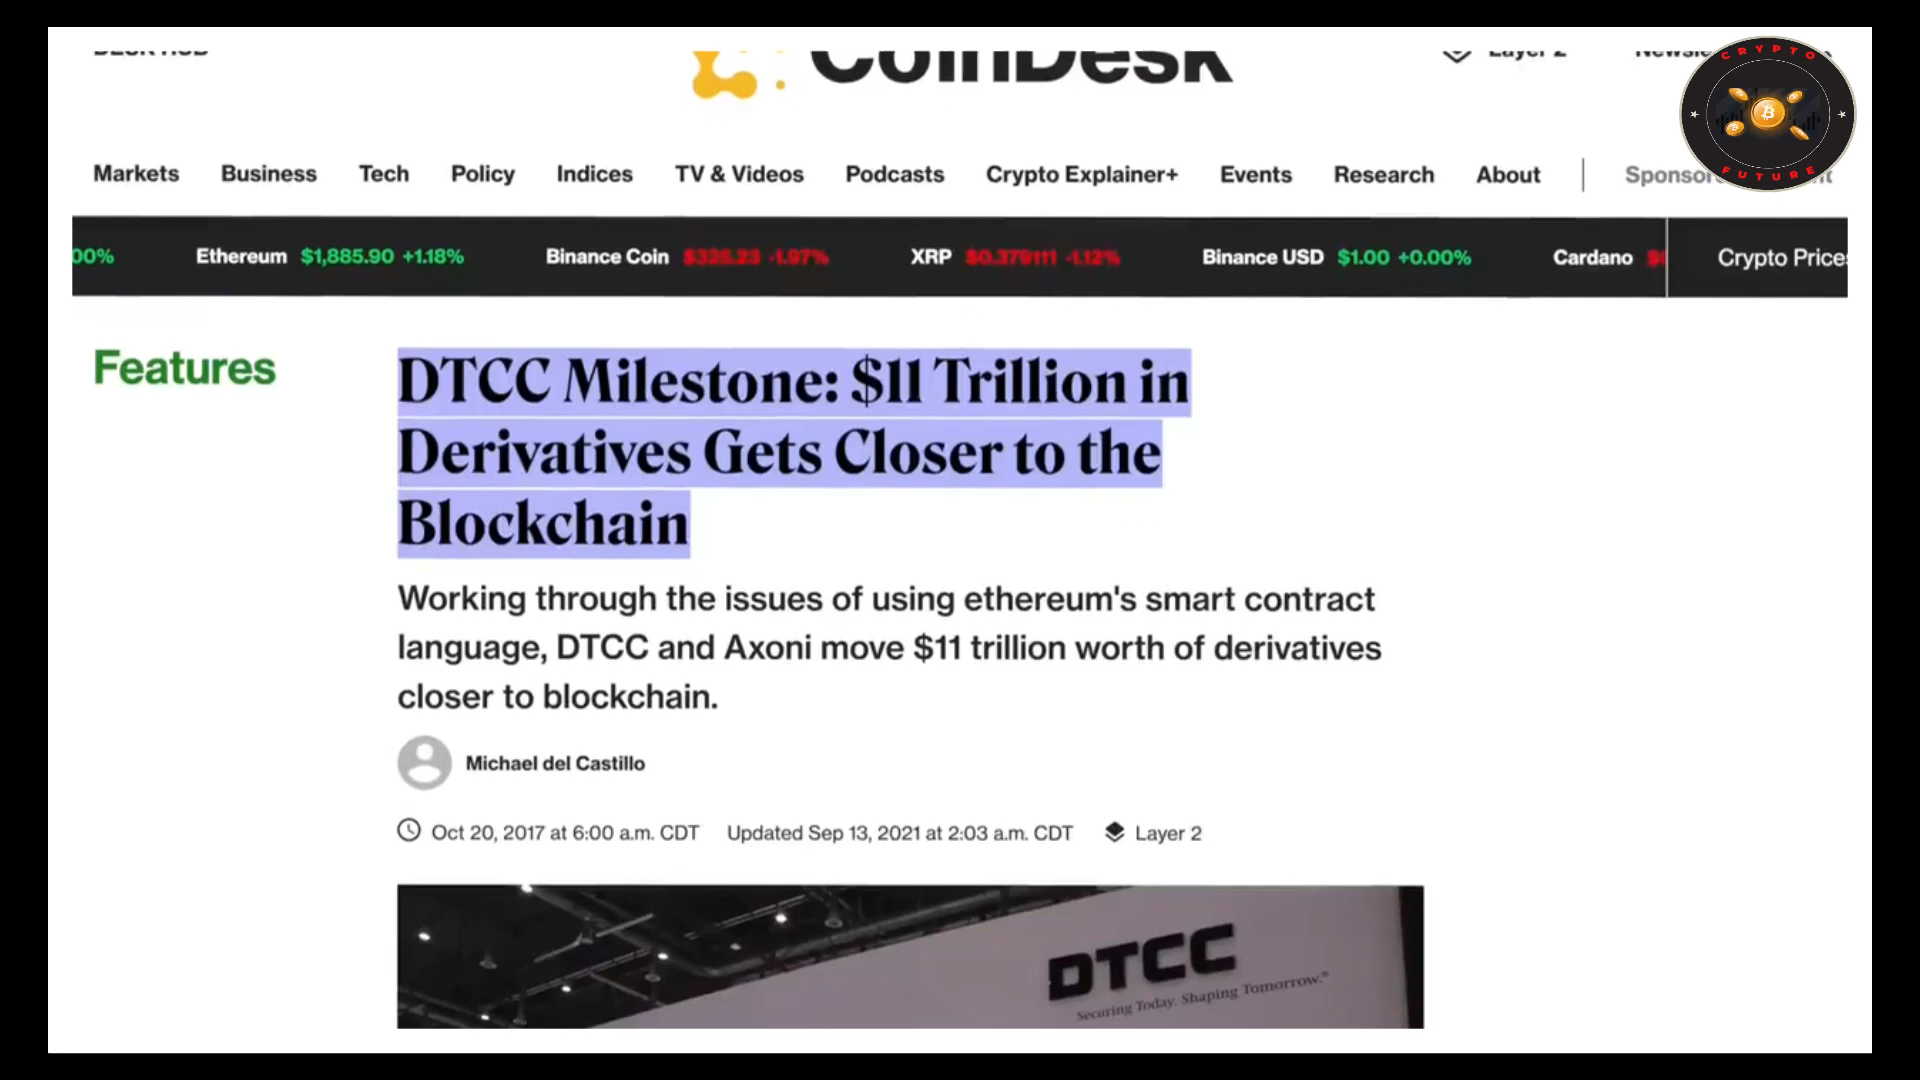 CoinDesk
Layer 2
CRYPTO
FUTURE
Markets Business Tech Policy Indices TV & Videos Podcasts Crypto Explainer+ Events Research About
00% Ethereum $1,885.90 +1.18% Binance Coin -1.97% XRP $0.379111 -1.12% Binance USD $1.00 +0.00% Cardano Crypto Prices
Features
DTCC Milestone: $11 Trillion in
Derivatives Gets Closer to the
Blockchain
Working through the issues of using ethereum's smart contract
language, DTCC and Axoni move $11 trillion worth of derivatives
closer to blockchain.
Michael del Castillo
Oct 20, 2017 at 6:00 a.m. CDT Updated Sep 13, 2021 at 2:03 a.m. CDT Layer 2
DTCC
Securing Today. Shaping Tomorrow.®